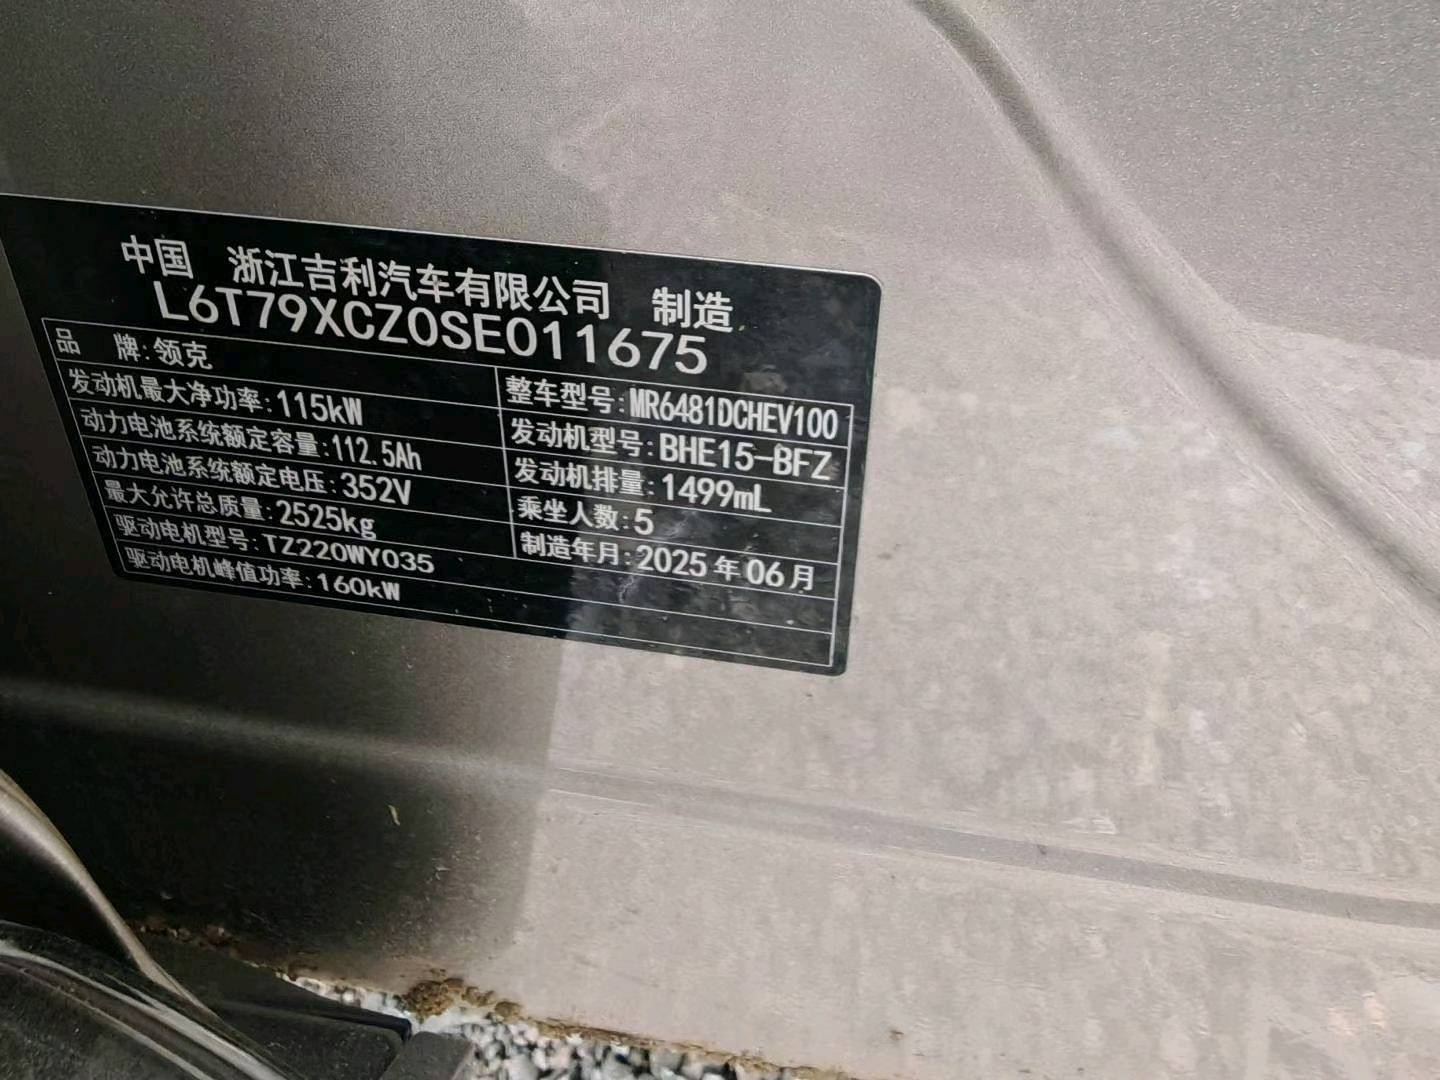 中国 浙江吉利汽车有限公司 制造
L6T79XCZ0SE011675
品 牌:领克
整车型号:MR6481DCHEV100
发动机最大净功率:115kW
发动机型号:BHE15-BFZ
动力电池系统额定容量:112.5Ah
发动机排量:1499mL
动力电池系统额定电压:352V
乘坐人数:5
最大允许总质量:2525kg
制造年月:2025年06月
驱动电机型号:TZ220WY035
驱动电机峰值功率:160kW